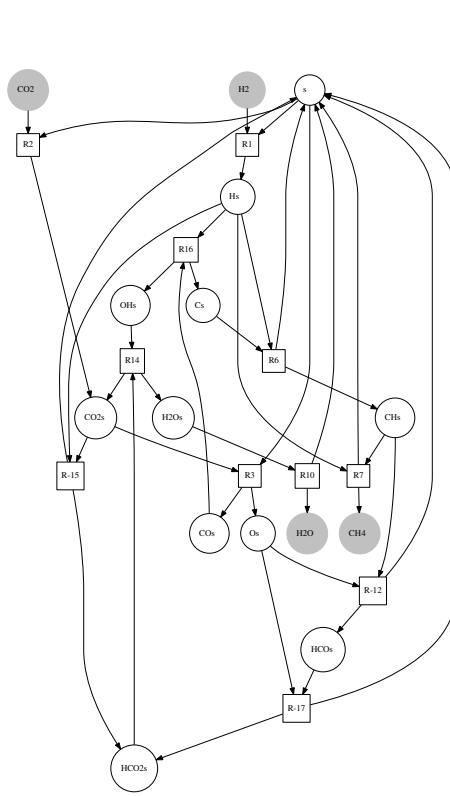 CO2
H2
s
R2
R1
Hs
R16
OHs
Cs
R14
R6
CO2s
H2Os
CHs
R-15
R3
R10
R7
COs
Os
H2O
CH4
R-12
HCOs
R-17
HCO2s